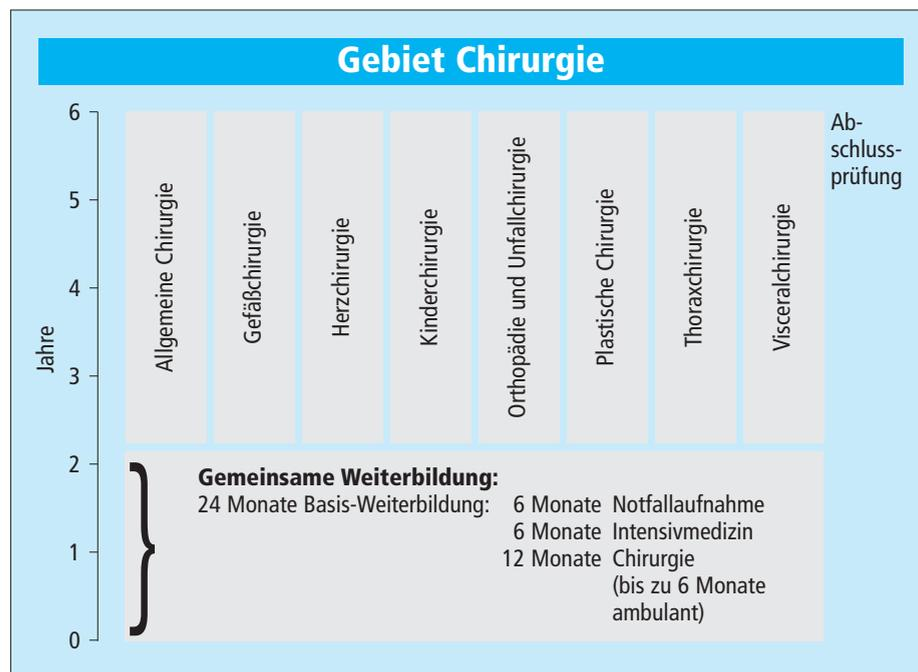 Gebiet Chirurgie
6
5
4
3
2
1
0
Jahre
Allgemeine Chirurgie
Gefäßchirurgie
Herzchirurgie
Kinderchirurgie
Orthopädie und Unfallchirurgie
Plastische Chirurgie
Thoraxchirurgie
Visceralchirurgie
Ab-
schluss-
prüfung
Gemeinsame Weiterbildung:
24 Monate Basis-Weiterbildung: 6 Monate Notfallaufnahme
6 Monate Intensivmedizin
12 Monate Chirurgie
(bis zu 6 Monate
ambulant)